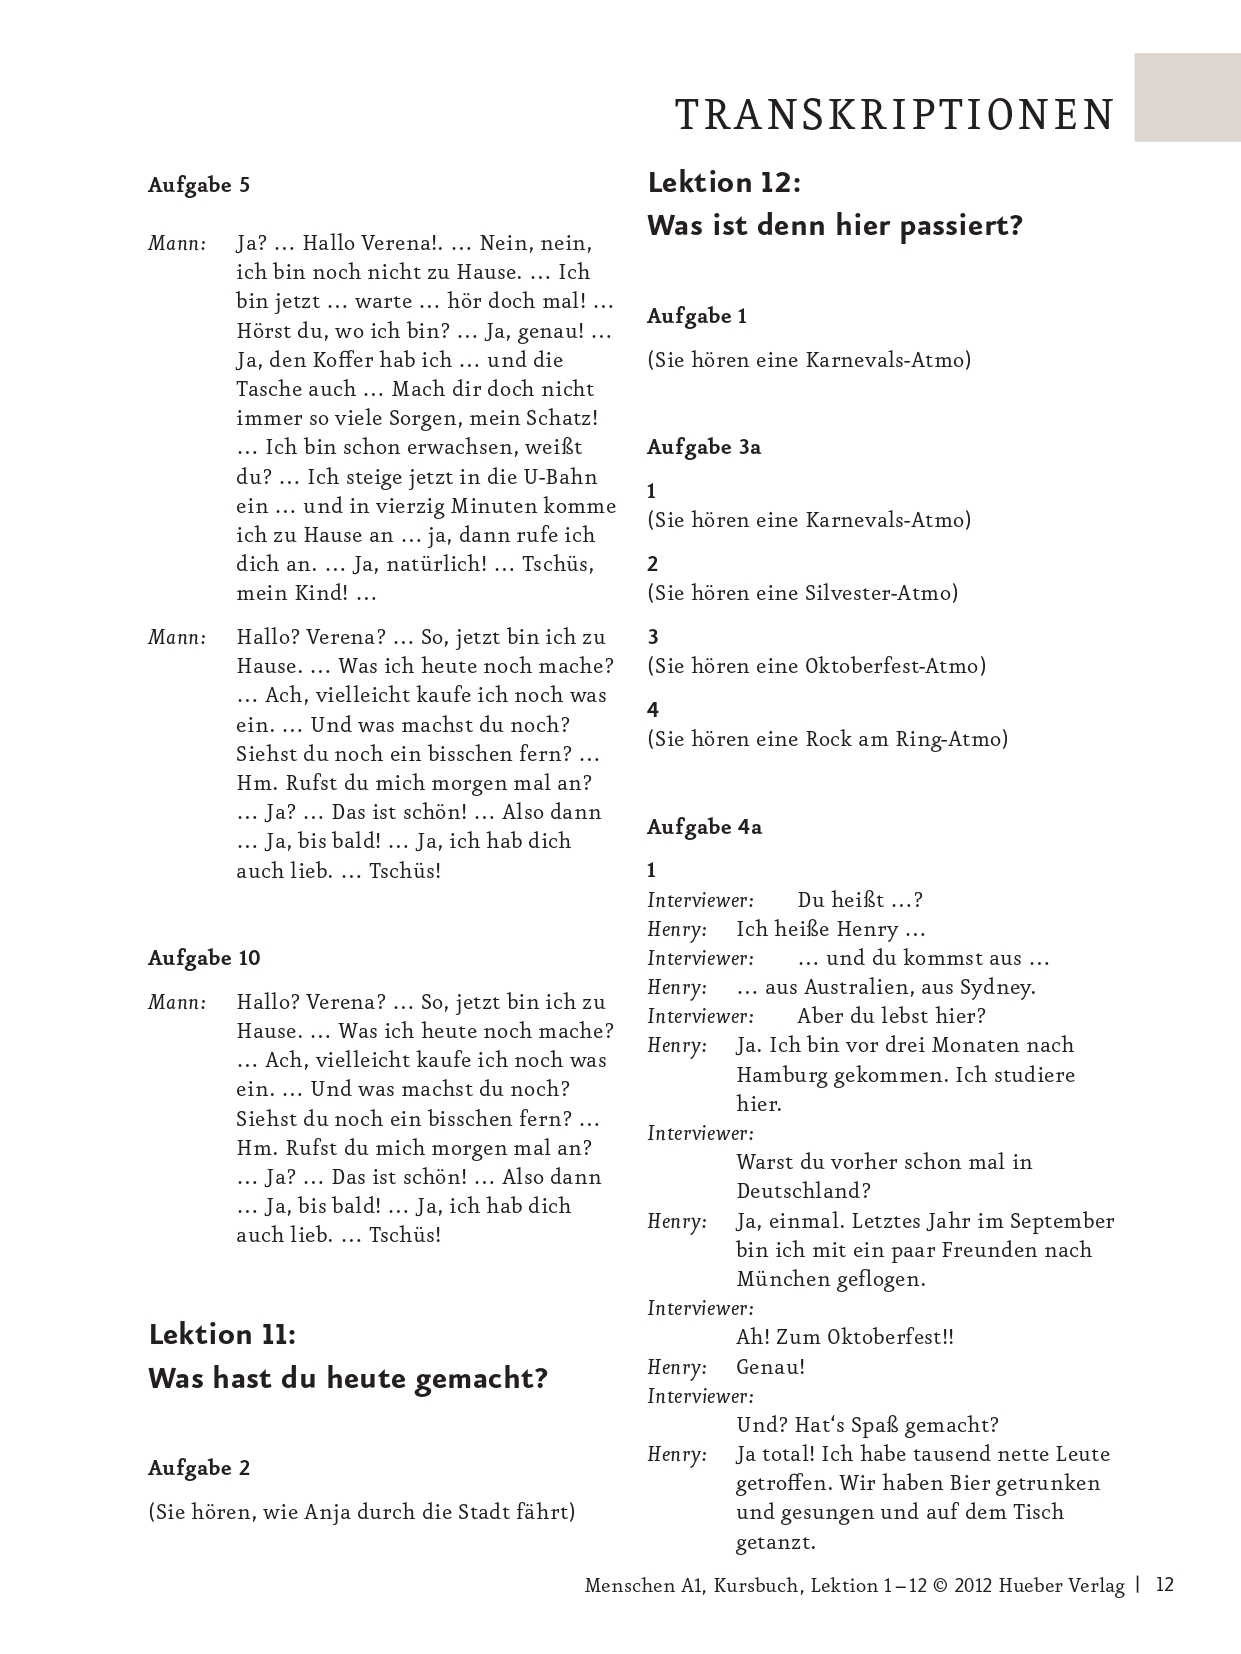 TRANSKRIPTIONEN
Aufgabe 5
Mann: Ja? … Hallo Verena!. … Nein, nein,
ich bin noch nicht zu Hause. … Ich
bin jetzt … warte … hör doch mal! …
Hörst du, wo ich bin? … Ja, genau! …
Ja, den Koffer hab ich … und die
Tasche auch … Mach dir doch nicht
immer so viele Sorgen, mein Schatz!
… Ich bin schon erwachsen, weißt
du? … Ich steige jetzt in die U-Bahn
ein … und in vierzig Minuten komme
ich zu Hause an … ja, dann rufe ich
dich an. … Ja, natürlich! … Tschüs,
mein Kind! …
Mann: Hallo? Verena? … So, jetzt bin ich zu
Hause. … Was ich heute noch mache?
… Ach, vielleicht kaufe ich noch was
ein. … Und was machst du noch?
Siehst du noch ein bisschen fern? …
Hm. Rufst du mich morgen mal an?
… Ja? … Das ist schön! … Also dann
… Ja, bis bald! … Ja, ich hab dich
auch lieb. … Tschüs!
Aufgabe 10
Mann: Hallo? Verena? … So, jetzt bin ich zu
Hause. … Was ich heute noch mache?
… Ach, vielleicht kaufe ich noch was
ein. … Und was machst du noch?
Siehst du noch ein bisschen fern? …
Hm. Rufst du mich morgen mal an?
… Ja? … Das ist schön! … Also dann
… Ja, bis bald! … Ja, ich hab dich
auch lieb. … Tschüs!
Lektion 11:
Was hast du heute gemacht?
Aufgabe 2
(Sie hören, wie Anja durch die Stadt fährt)
Lektion 12:
Was ist denn hier passiert?
Aufgabe 1
(Sie hören eine Karnevals-Atmo)
Aufgabe 3a
1
(Sie hören eine Karnevals-Atmo)
2
(Sie hören eine Silvester-Atmo)
3
(Sie hören eine Oktoberfest-Atmo)
4
(Sie hören eine Rock am Ring-Atmo)
Aufgabe 4a
1
Interviewer: Du heißt …?
Henry: Ich heiße Henry …
Interviewer: … und du kommst aus …
Henry: … aus Australien, aus Sydney.
Interviewer: Aber du lebst hier?
Henry: Ja. Ich bin vor drei Monaten nach
Hamburg gekommen. Ich studiere
hier.
Interviewer:
Warst du vorher schon mal in
Deutschland?
Henry: Ja, einmal. Letztes Jahr im September
bin ich mit ein paar Freunden nach
München geflogen.
Interviewer:
Ah! Zum Oktoberfest!!
Henry: Genau!
Interviewer:
Und? Hat‘s Spaß gemacht?
Henry: Ja total! Ich habe tausend nette Leute
getroffen. Wir haben Bier getrunken
und gesungen und auf dem Tisch
getanzt.
Menschen A1, Kursbuch, Lektion 1–12 © 2012 Hueber Verlag | 12